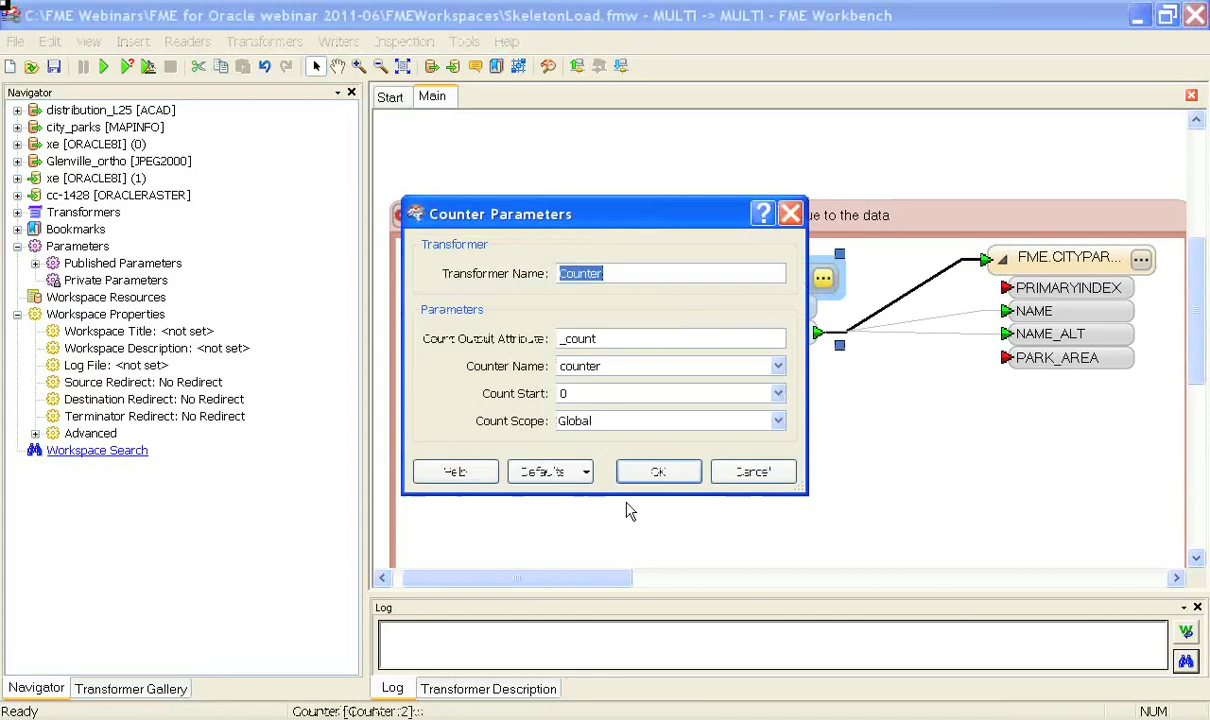 C:\FME Webinars\FME for Oracle webinar 2011-06\FMEWorkspaces\SkeletonLoad.fmw - MULTI -> MULTI - FME Workbench
File Edit View Insert Readers Transformers Writers Inspection Tools Help
Navigator
distribution_L25 [ACAD]
city_parks [MAPINFO]
xe [ORACLE8I] (0)
Glenville_ortho [JPEG2000]
xe [ORACLE8I] (1)
cc-1428 [ORACLERASTER]
Transformers
Bookmarks
Parameters
Published Parameters
Private Parameters
Workspace Resources
Workspace Properties
Workspace Title: <not set>
Workspace Description: <not set>
Log File: <not set>
Source Redirect: No Redirect
Destination Redirect: No Redirect
Terminator Redirect: No Redirect
Advanced
Workspace Search
Navigator
Transformer Gallery
Start Main
ue to the data
FME.CITYPAR...
PRIMARYINDEX
NAME
NAME_ALT
PARK_AREA
Counter Parameters
Transformer
Transformer Name: Counter
Parameters
Count Output Attribute: _count
Counter Name: counter
Count Start: 0
Count Scope: Global
Help Defaults OK Cancel
Log
Log Transformer Description
Ready
NUM